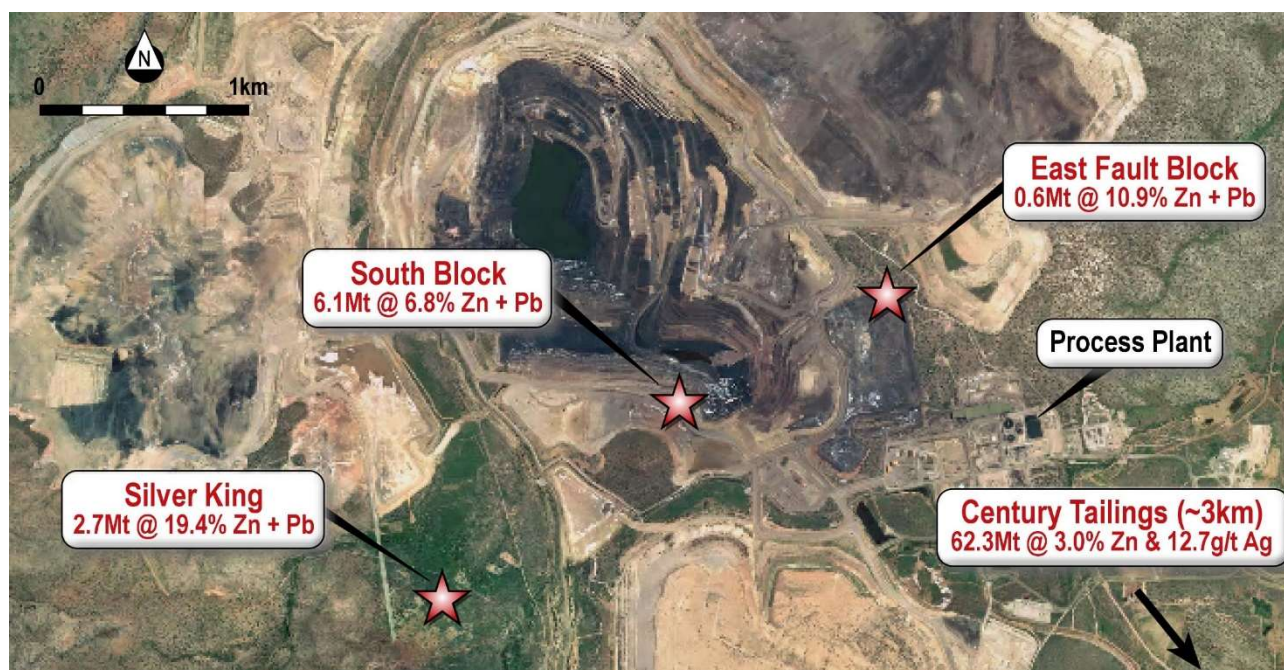 N
0 1km
East Fault Block
0.6Mt @ 10.9% Zn + Pb
South Block
6.1Mt @ 6.8% Zn + Pb
Process Plant
Silver King
2.7Mt @ 19.4% Zn + Pb
Century Tailings (~3km)
62.3Mt @ 3.0% Zn & 12.7g/t Ag